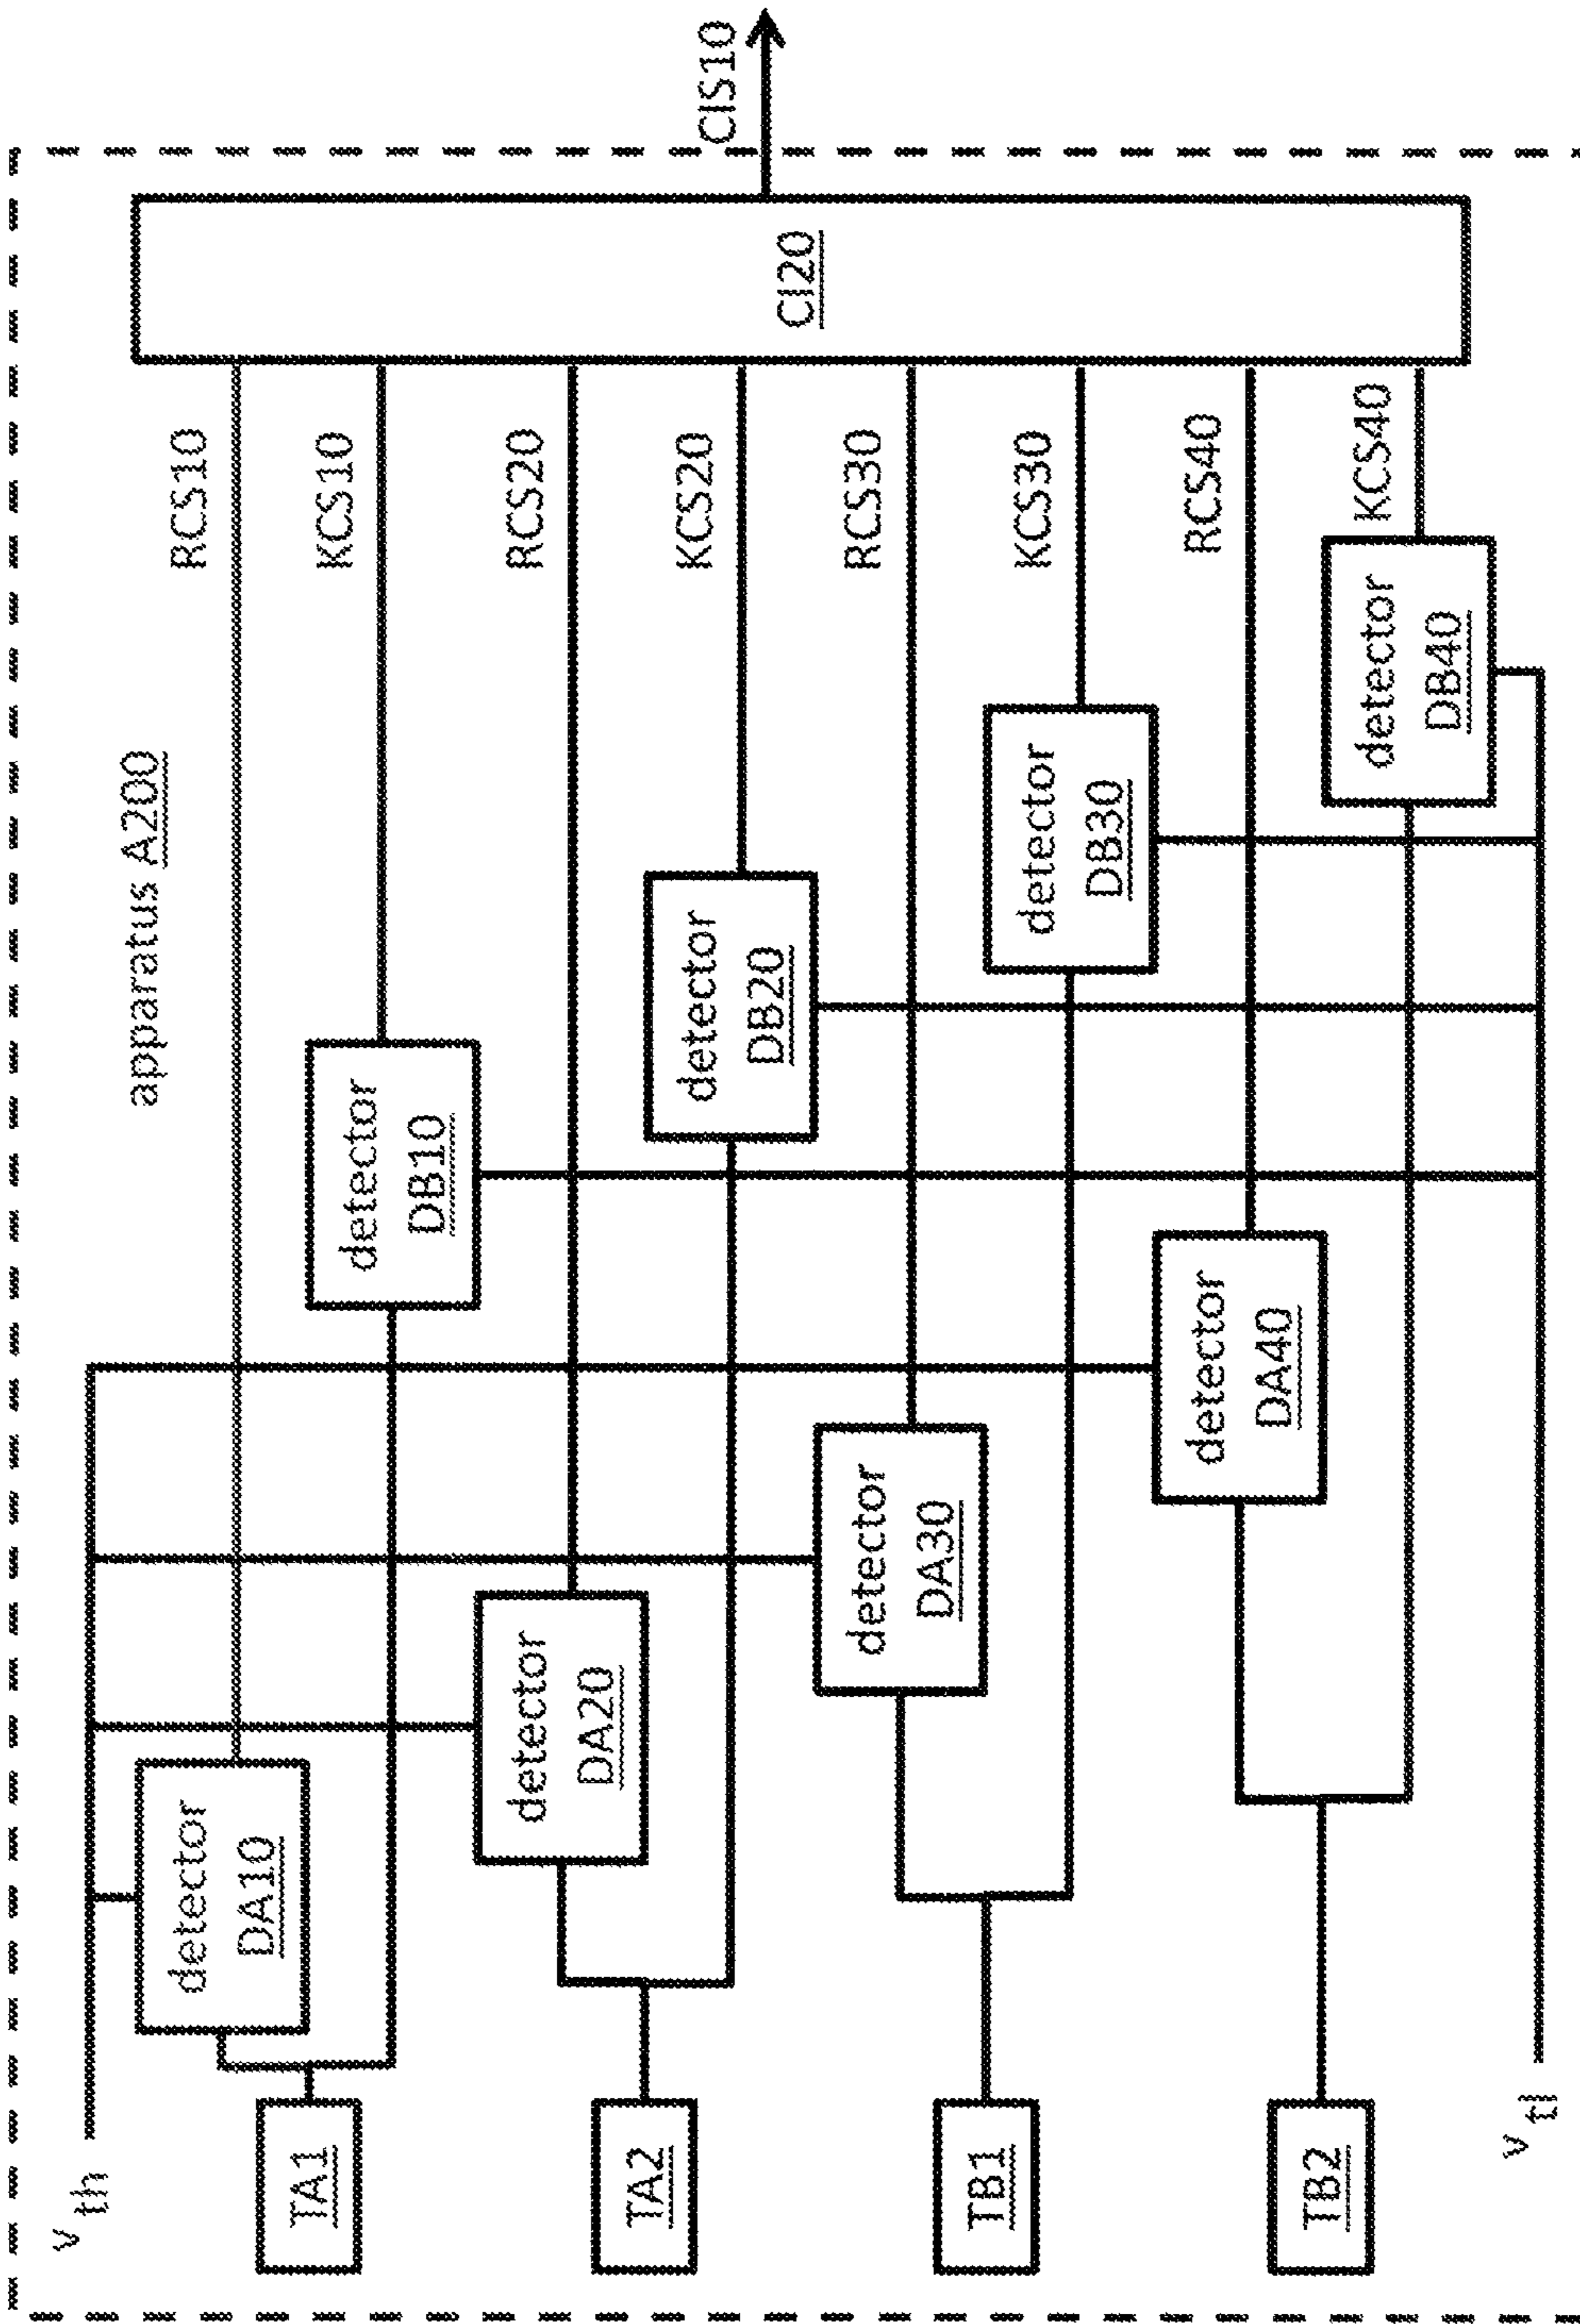 apparatus A200
v th
TA1
TA2
TB1
TB2
v tl
detector
DA10
detector
DA20
detector
DA30
detector
DA40
detector
DB10
detector
DB20
detector
DB30
detector
DB40
RCS10
KCS10
RCS20
KCS20
RCS30
KCS30
RCS40
KCS40
CI20
CIS10